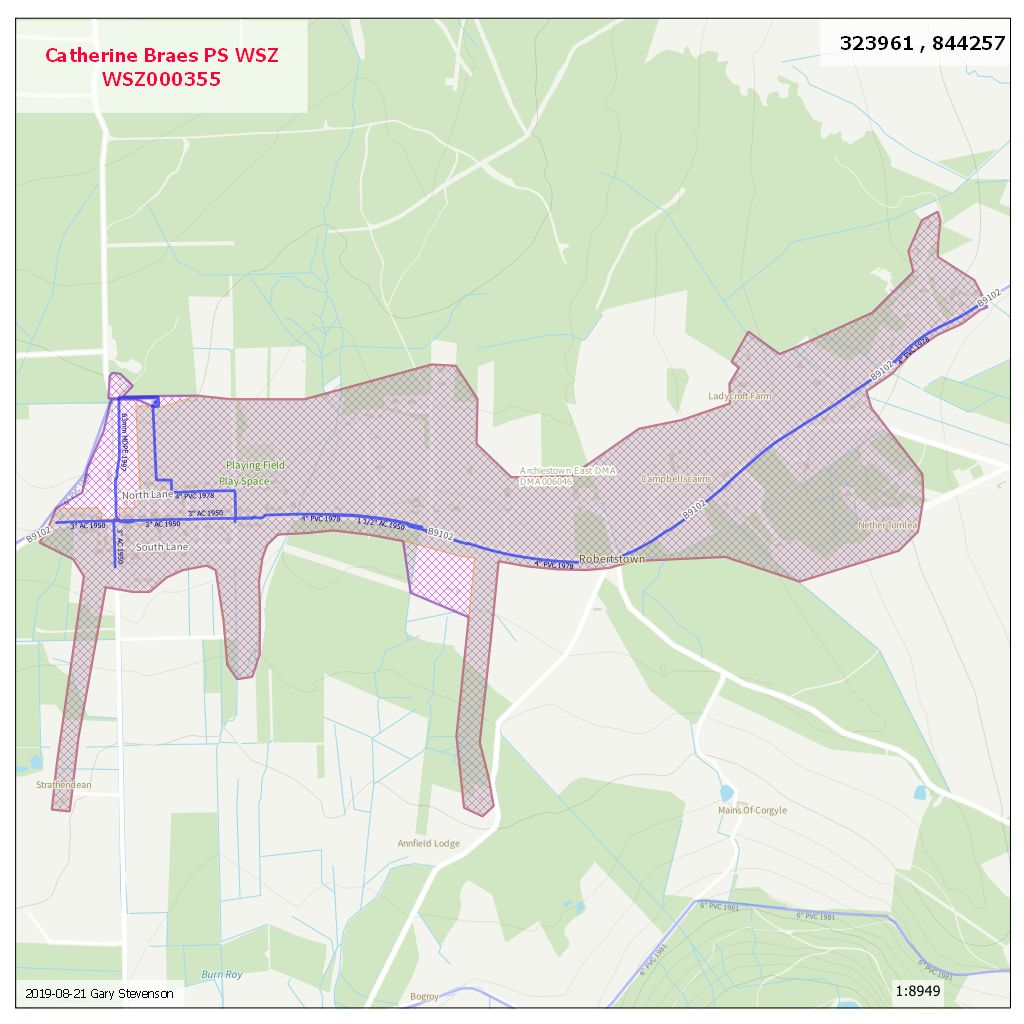 Catherine Braes PS WSZ
WSZ000355
323961 , 844257
B9102
B9102
4" PVC 1978
Ladycroft Farm
63mm MDPE 1997
Playing Field
Play Space
Archiestown East DMA
DMA006046
Campbellscairns
North Lane
4" PVC 1978
B9102
3" AC 1950
3" AC 1950
3" AC 1950
4" PVC 1978
1 1/2" AC 1950
B9102
B9102
Nether Tomlea
3" AC 1950
South Lane
4" PVC 1978
Robertstown
Strathendean
Mains Of Corgyle
Annfield Lodge
6" PVC 1981
6" PVC 1981
6" PVC 1981
6" PVC 1981
Burn Roy
Bogroy
2019-08-21 Gary Stevenson
1:8949